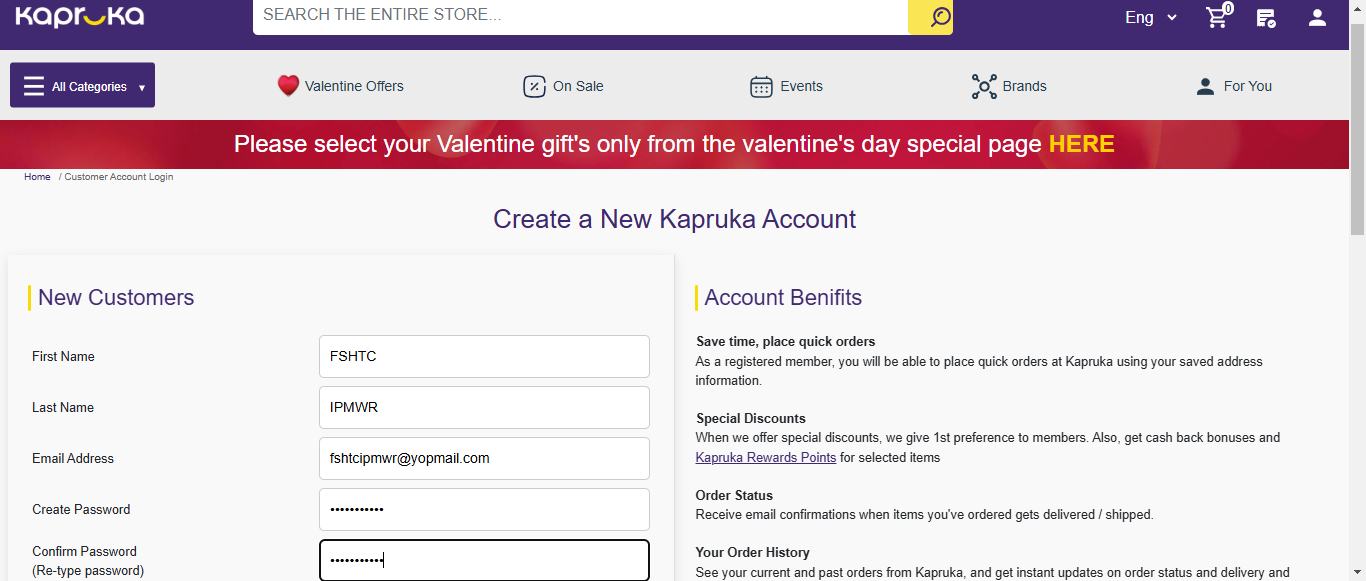 Kapruka
SEARCH THE ENTIRE STORE...
Eng
0
All Categories
Valentine Offers
On Sale
Events
Brands
For You
Please select your Valentine gift's only from the valentine's day special page HERE
Home / Customer Account Login
Create a New Kapruka Account
New Customers
First Name
FSHTC
Last Name
IPMWR
Email Address
fshtcipmwr@yopmail.com
Create Password
•••••••••••
Confirm Password
(Re-type password)
•••••••••••
Account Benifits
Save time, place quick orders
As a registered member, you will be able to place quick orders at Kapruka using your saved address
information.
Special Discounts
When we offer special discounts, we give 1st preference to members. Also, get cash back bonuses and
Kapruka Rewards Points for selected items
Order Status
Receive email confirmations when items you've ordered gets delivered / shipped.
Your Order History
See your current and past orders from Kapruka, and get instant updates on order status and delivery and